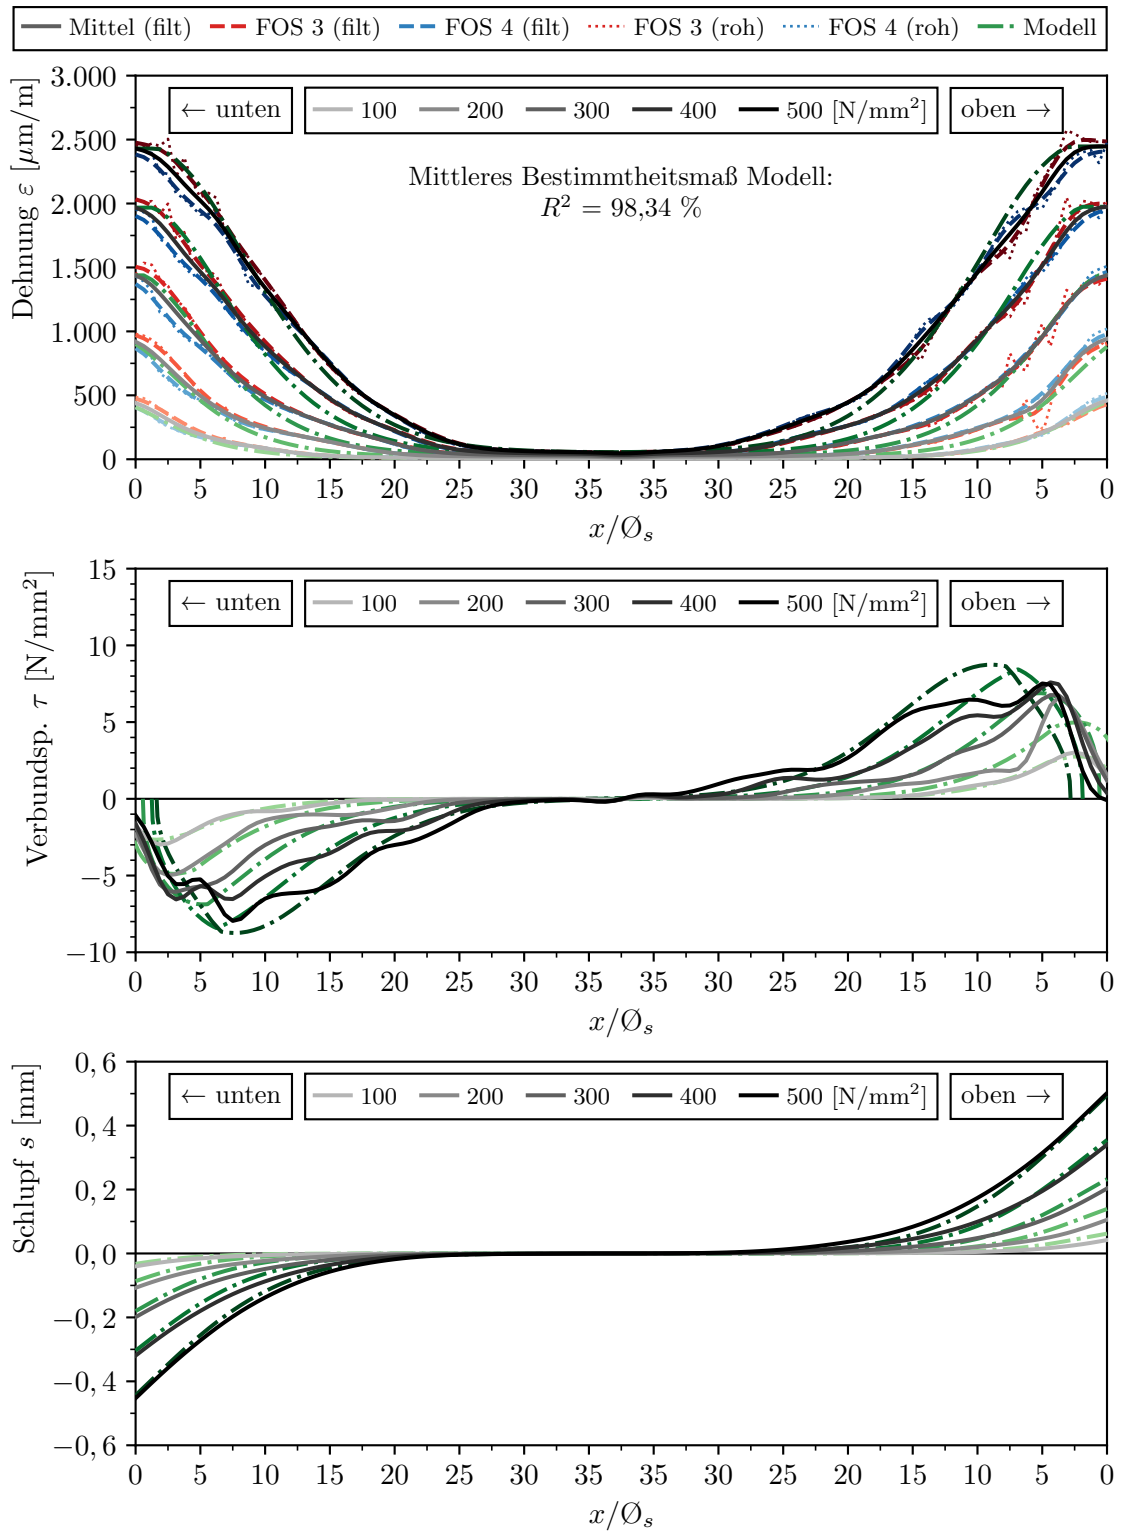 Mittel (filt) FOS 3 (filt) FOS 4 (filt) FOS 3 (roh) FOS 4 (roh) Modell
Dehnung ε [μm/m]
3.000
2.500
2.000
1.500
1.000
500
0
← unten
100 200 300 400 500 [N/mm²]
oben →
Mittleres Bestimmtheitsmaß Modell:
R² = 98,34 %
0 5 10 15 20 25 30 35 35 30 25 20 15 10 5 0
x/Øₛ
Verbundsp. τ [N/mm²]
15
10
5
0
−5
−10
← unten
100 200 300 400 500 [N/mm²]
oben →
0 5 10 15 20 25 30 35 35 30 25 20 15 10 5 0
x/Øₛ
Schlupf s [mm]
0,6
0,4
0,2
0,0
−0,2
−0,4
−0,6
← unten
100 200 300 400 500 [N/mm²]
oben →
0 5 10 15 20 25 30 35 35 30 25 20 15 10 5 0
x/Øₛ